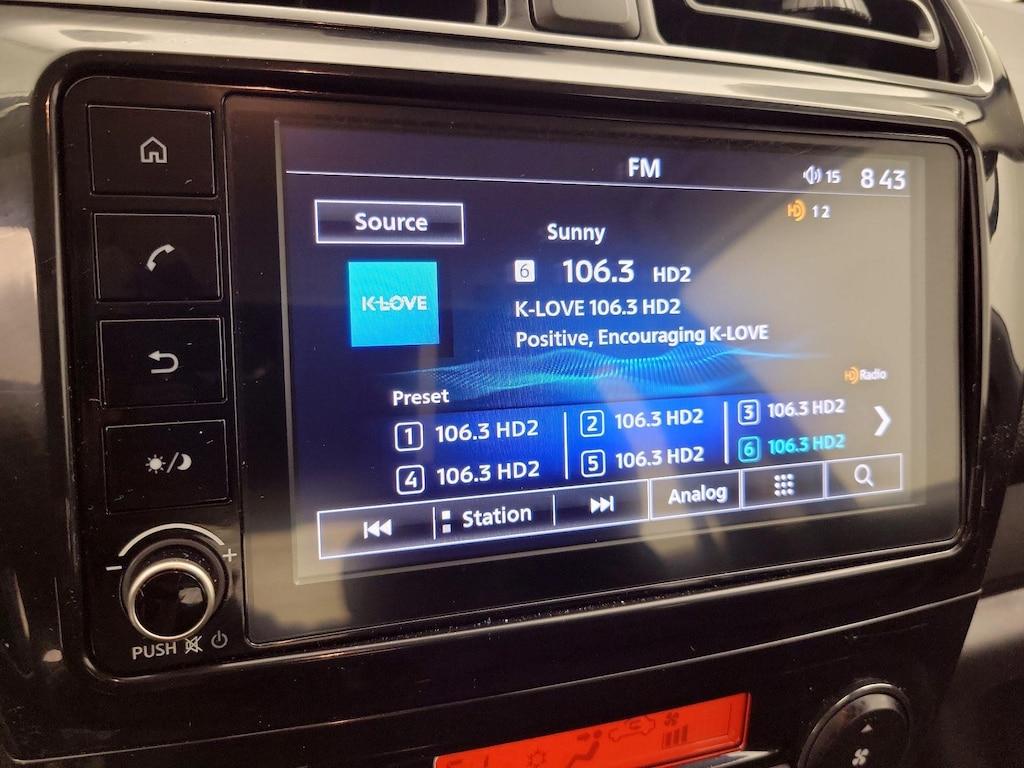 FM
15
8 43
Source
HD 1 2
Sunny
6 106.3 HD2
K-LOVE
K-LOVE 106.3 HD2
Positive, Encouraging K-LOVE
HD Radio
Preset
1 106.3 HD2 2 106.3 HD2 3 106.3 HD2
4 106.3 HD2 5 106.3 HD2 6 106.3 HD2
Station Analog
- +
PUSH